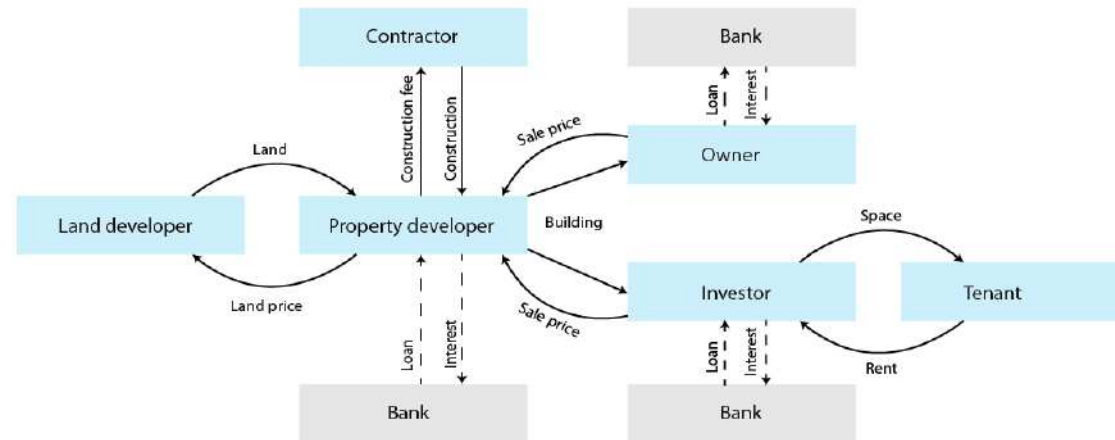 Contractor
Bank
Construction fee
Construction
Loan
Interest
Sale price
Owner
Land
Land developer
Property developer
Building
Space
Land price
Sale price
Investor
Tenant
Loan
Interest
Loan
Interest
Rent
Bank
Bank